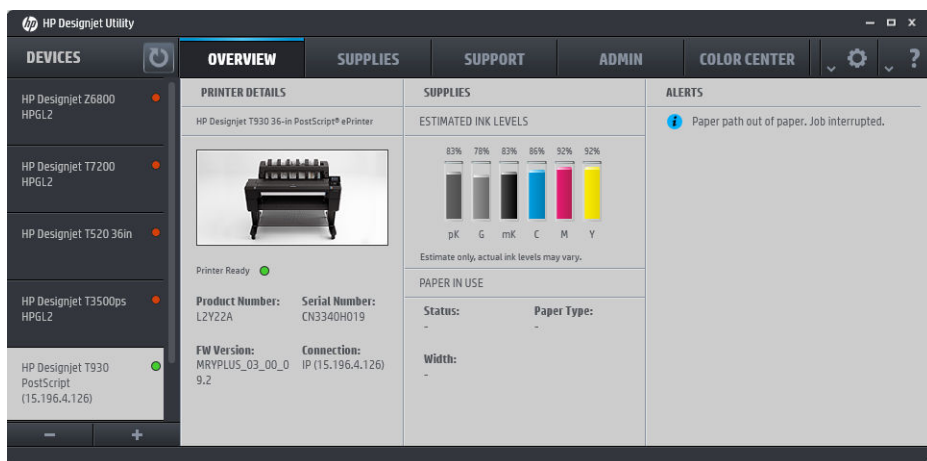 hp HP Designjet Utility
DEVICES
OVERVIEW
SUPPLIES
SUPPORT
ADMIN
COLOR CENTER
?
HP Designjet Z6800
HPGL2
HP Designjet T7200
HPGL2
HP Designjet T520 36in
HP Designjet T3500ps
HPGL2
HP Designjet T930
PostScript
(15.196.4.126)
PRINTER DETAILS
HP Designjet T930 36-in PostScript® ePrinter
Printer Ready
Product Number:
L2Y22A
Serial Number:
CN3340H019
FW Version:
MRYPLUS_03_00_0
9.2
Connection:
IP (15.196.4.126)
SUPPLIES
ESTIMATED INK LEVELS
83% 78% 83% 86% 92% 92%
pK G mK C M Y
Estimate only, actual ink levels may vary.
PAPER IN USE
Status:
-
Paper Type:
-
Width:
-
ALERTS
Paper path out of paper. Job interrupted.